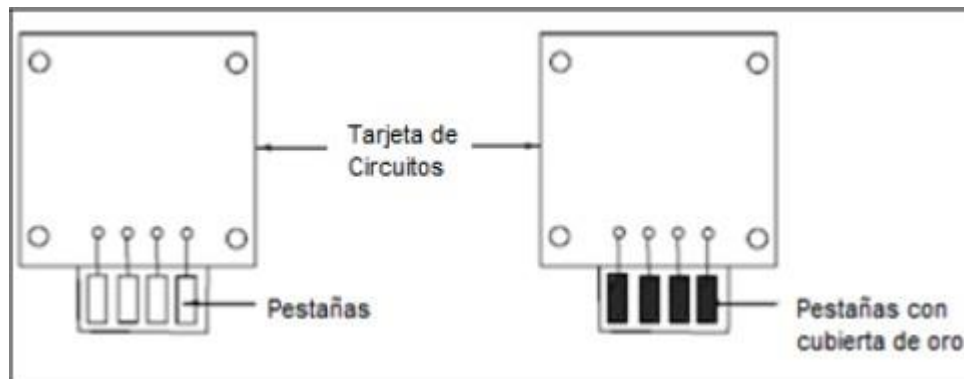 Tarjeta de
Circuitos
Pestañas
Pestañas con
cubierta de oro